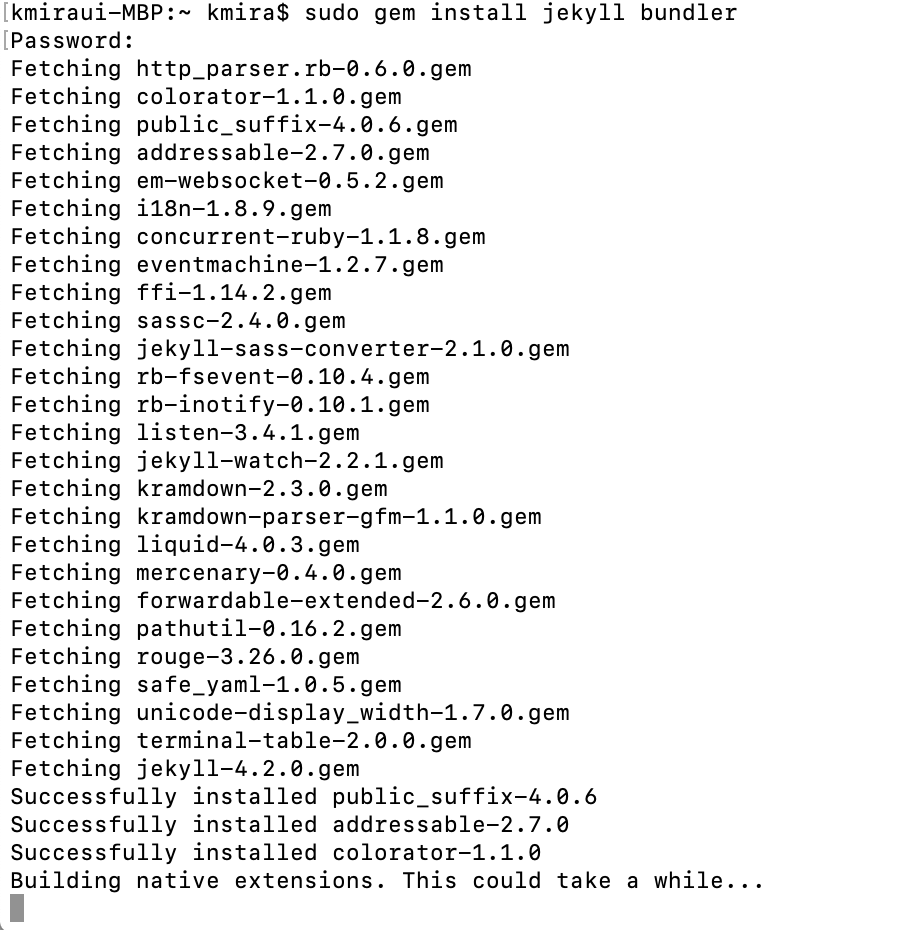 [kmiraui-MBP:~ kmira$ sudo gem install jekyll bundler
[Password:
Fetching http_parser.rb-0.6.0.gem
Fetching colorator-1.1.0.gem
Fetching public_suffix-4.0.6.gem
Fetching addressable-2.7.0.gem
Fetching em-websocket-0.5.2.gem
Fetching i18n-1.8.9.gem
Fetching concurrent-ruby-1.1.8.gem
Fetching eventmachine-1.2.7.gem
Fetching ffi-1.14.2.gem
Fetching sassc-2.4.0.gem
Fetching jekyll-sass-converter-2.1.0.gem
Fetching rb-fsevent-0.10.4.gem
Fetching rb-inotify-0.10.1.gem
Fetching listen-3.4.1.gem
Fetching jekyll-watch-2.2.1.gem
Fetching kramdown-2.3.0.gem
Fetching kramdown-parser-gfm-1.1.0.gem
Fetching liquid-4.0.3.gem
Fetching mercenary-0.4.0.gem
Fetching forwardable-extended-2.6.0.gem
Fetching pathutil-0.16.2.gem
Fetching rouge-3.26.0.gem
Fetching safe_yaml-1.0.5.gem
Fetching unicode-display_width-1.7.0.gem
Fetching terminal-table-2.0.0.gem
Fetching jekyll-4.2.0.gem
Successfully installed public_suffix-4.0.6
Successfully installed addressable-2.7.0
Successfully installed colorator-1.1.0
Building native extensions. This could take a while...